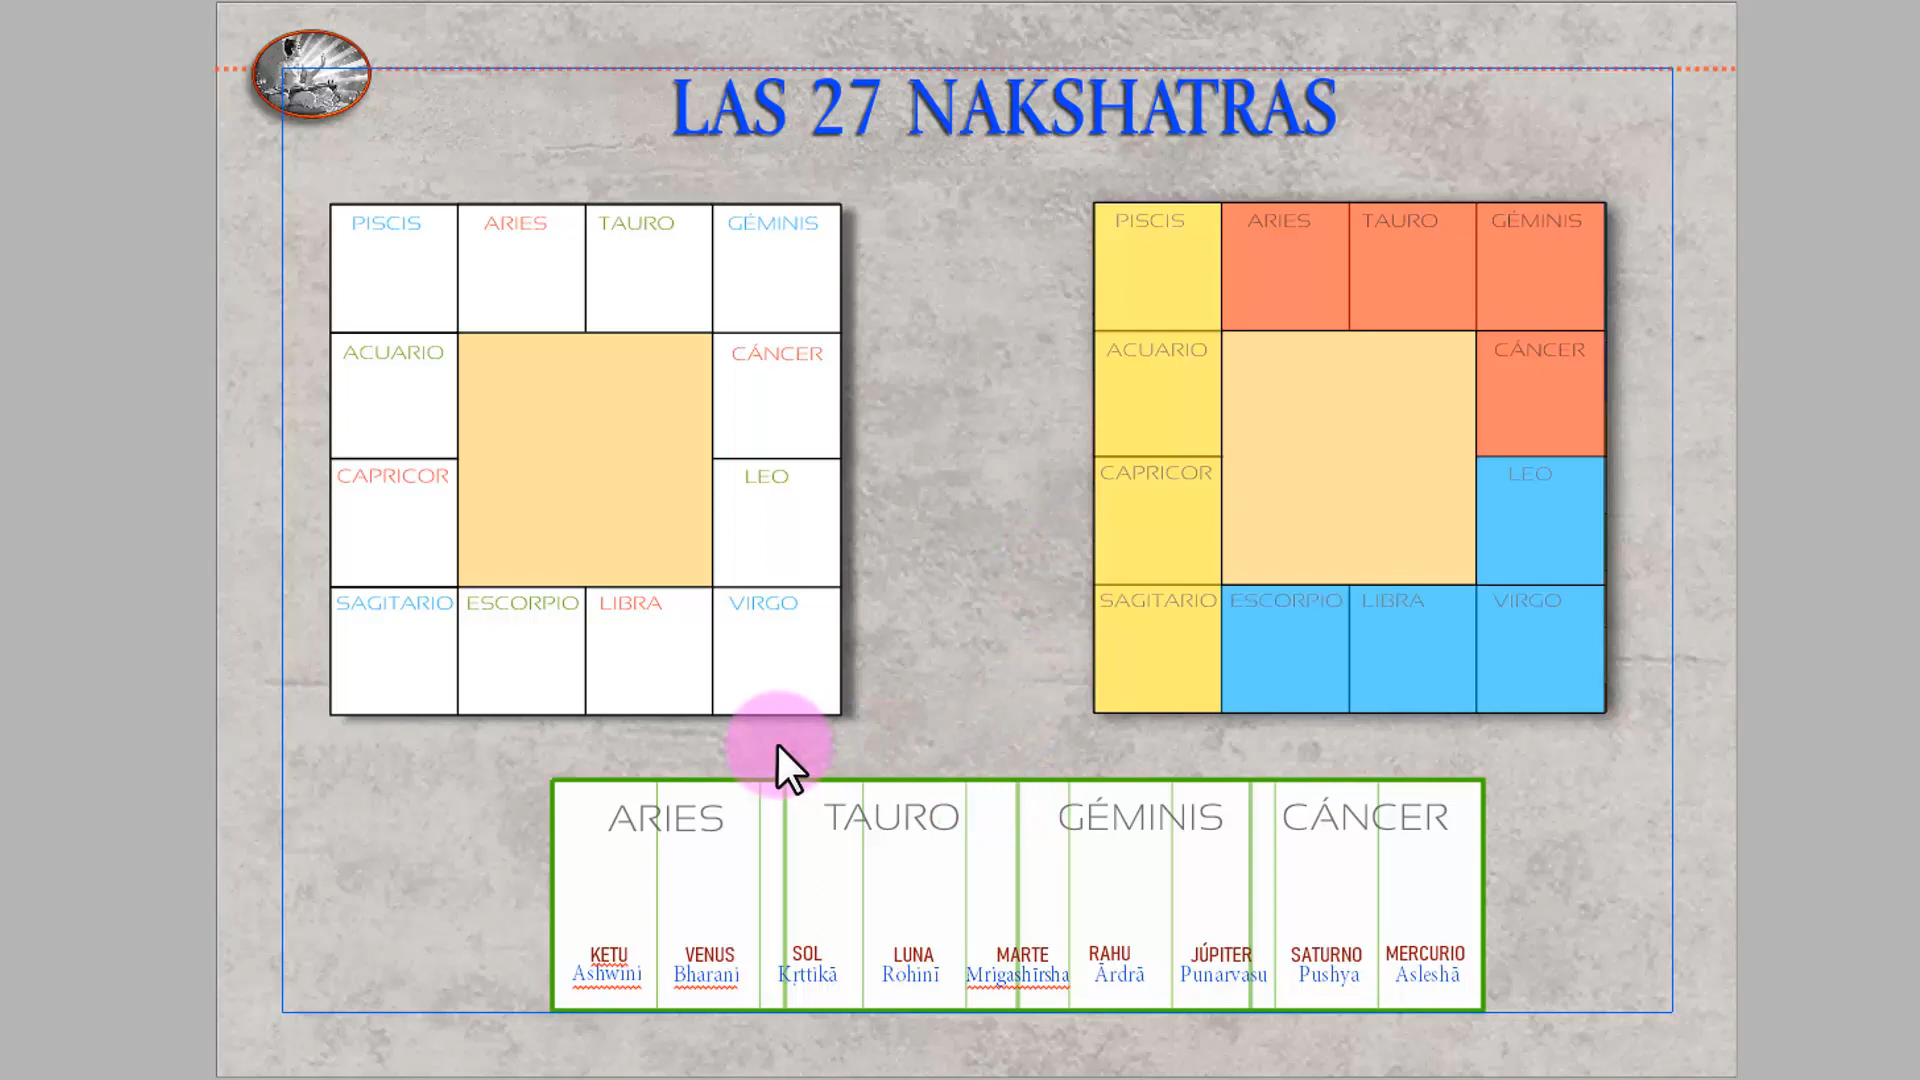 LAS 27 NAKSHATRAS
PISCIS ARIES TAURO GÉMINIS
ACUARIO CÁNCER
CAPRICOR LEO
SAGITARIO ESCORPIO LIBRA VIRGO
PISCIS ARIES TAURO GÉMINIS
ACUARIO CÁNCER
CAPRICOR LEO
SAGITARIO ESCORPIO LIBRA VIRGO
ARIES TAURO GÉMINIS CÁNCER
KETU VENUS SOL LUNA MARTE RAHU JÚPITER SATURNO MERCURIO
Ashwini Bharani Kṛttikā Rohinī Mrigashīrsha Ārdrā Punarvasu Pushya Asleshā